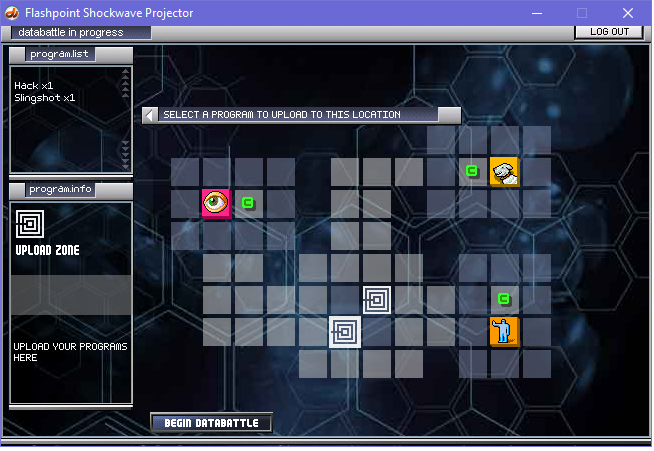 Flashpoint Shockwave Projector
databattle in progress
LOG OUT
program.list
Hack x1
Slingshot x1
SELECT A PROGRAM TO UPLOAD TO THIS LOCATION
program.info
UPLOAD ZONE
UPLOAD YOUR PROGRAMS
HERE
BEGIN DATABATTLE